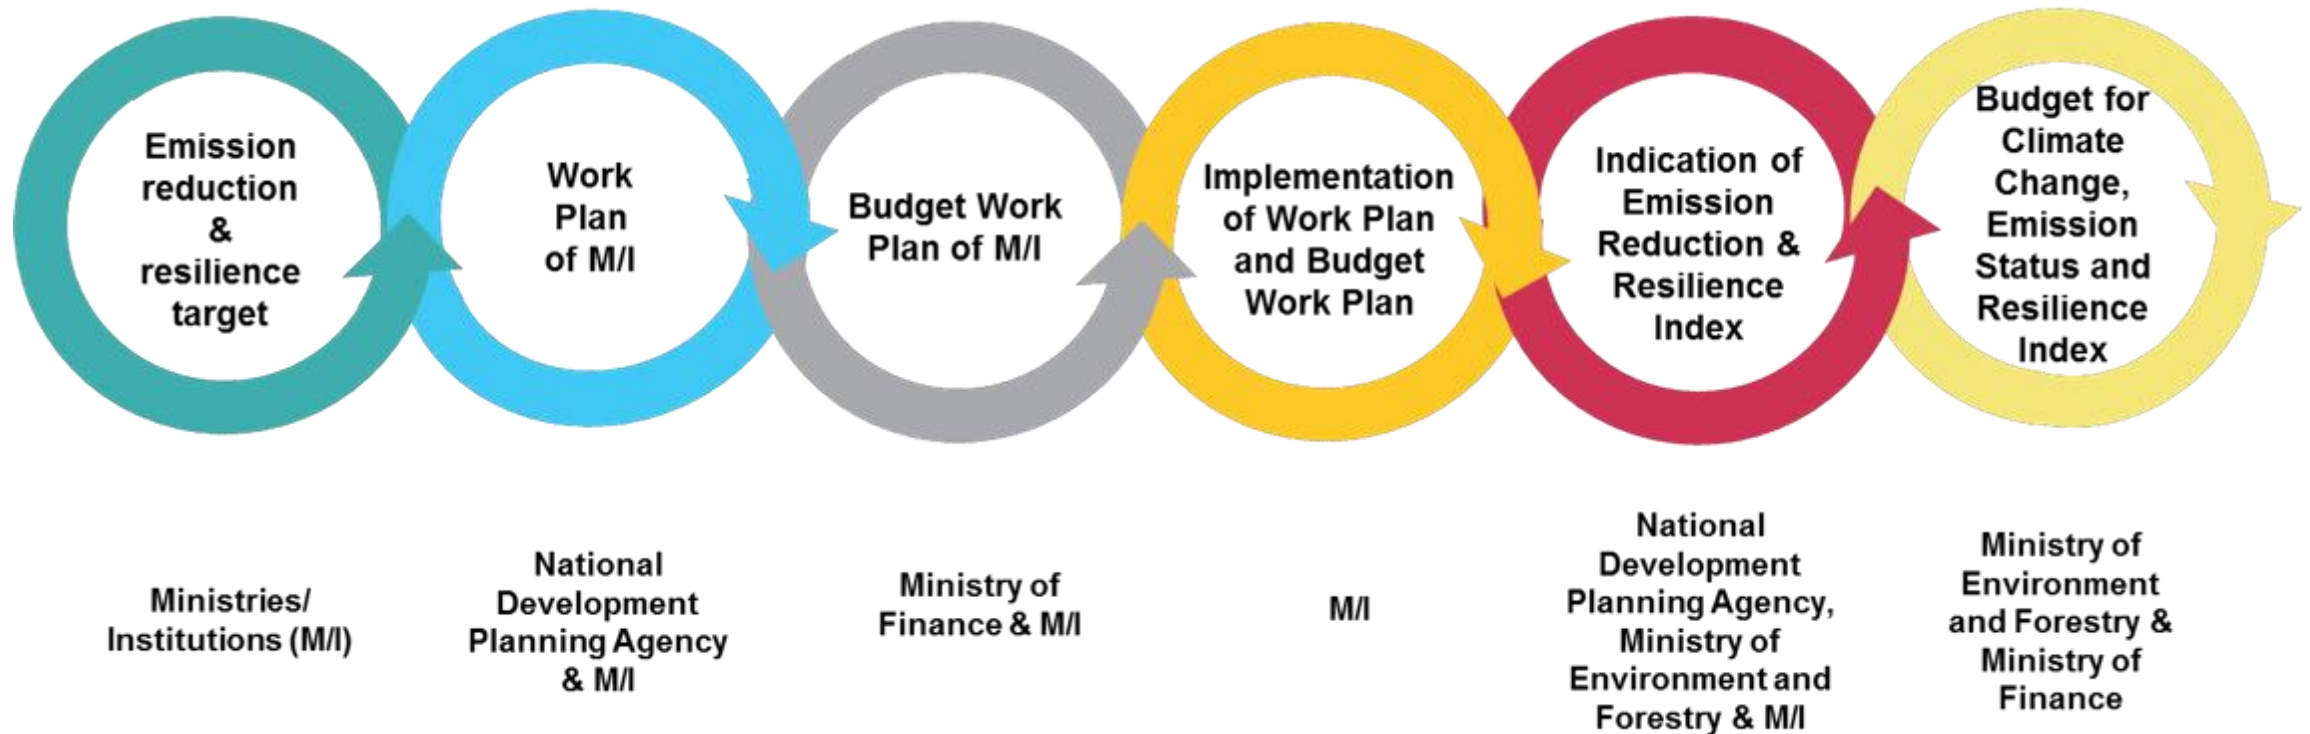 Emission
reduction
&
resilience
target
Work
Plan
of M/I
Budget Work
Plan of M/I
Implementation
of Work Plan
and Budget
Work Plan
Indication of
Emission
Reduction &
Resilience
Index
Budget for
Climate
Change,
Emission
Status and
Resilience
Index
Ministries/
Institutions (M/I)
National
Development
Planning Agency
& M/I
Ministry of
Finance & M/I
M/I
National
Development
Planning Agency,
Ministry of
Environment and
Forestry & M/I
Ministry of
Environment
and Forestry &
Ministry of
Finance